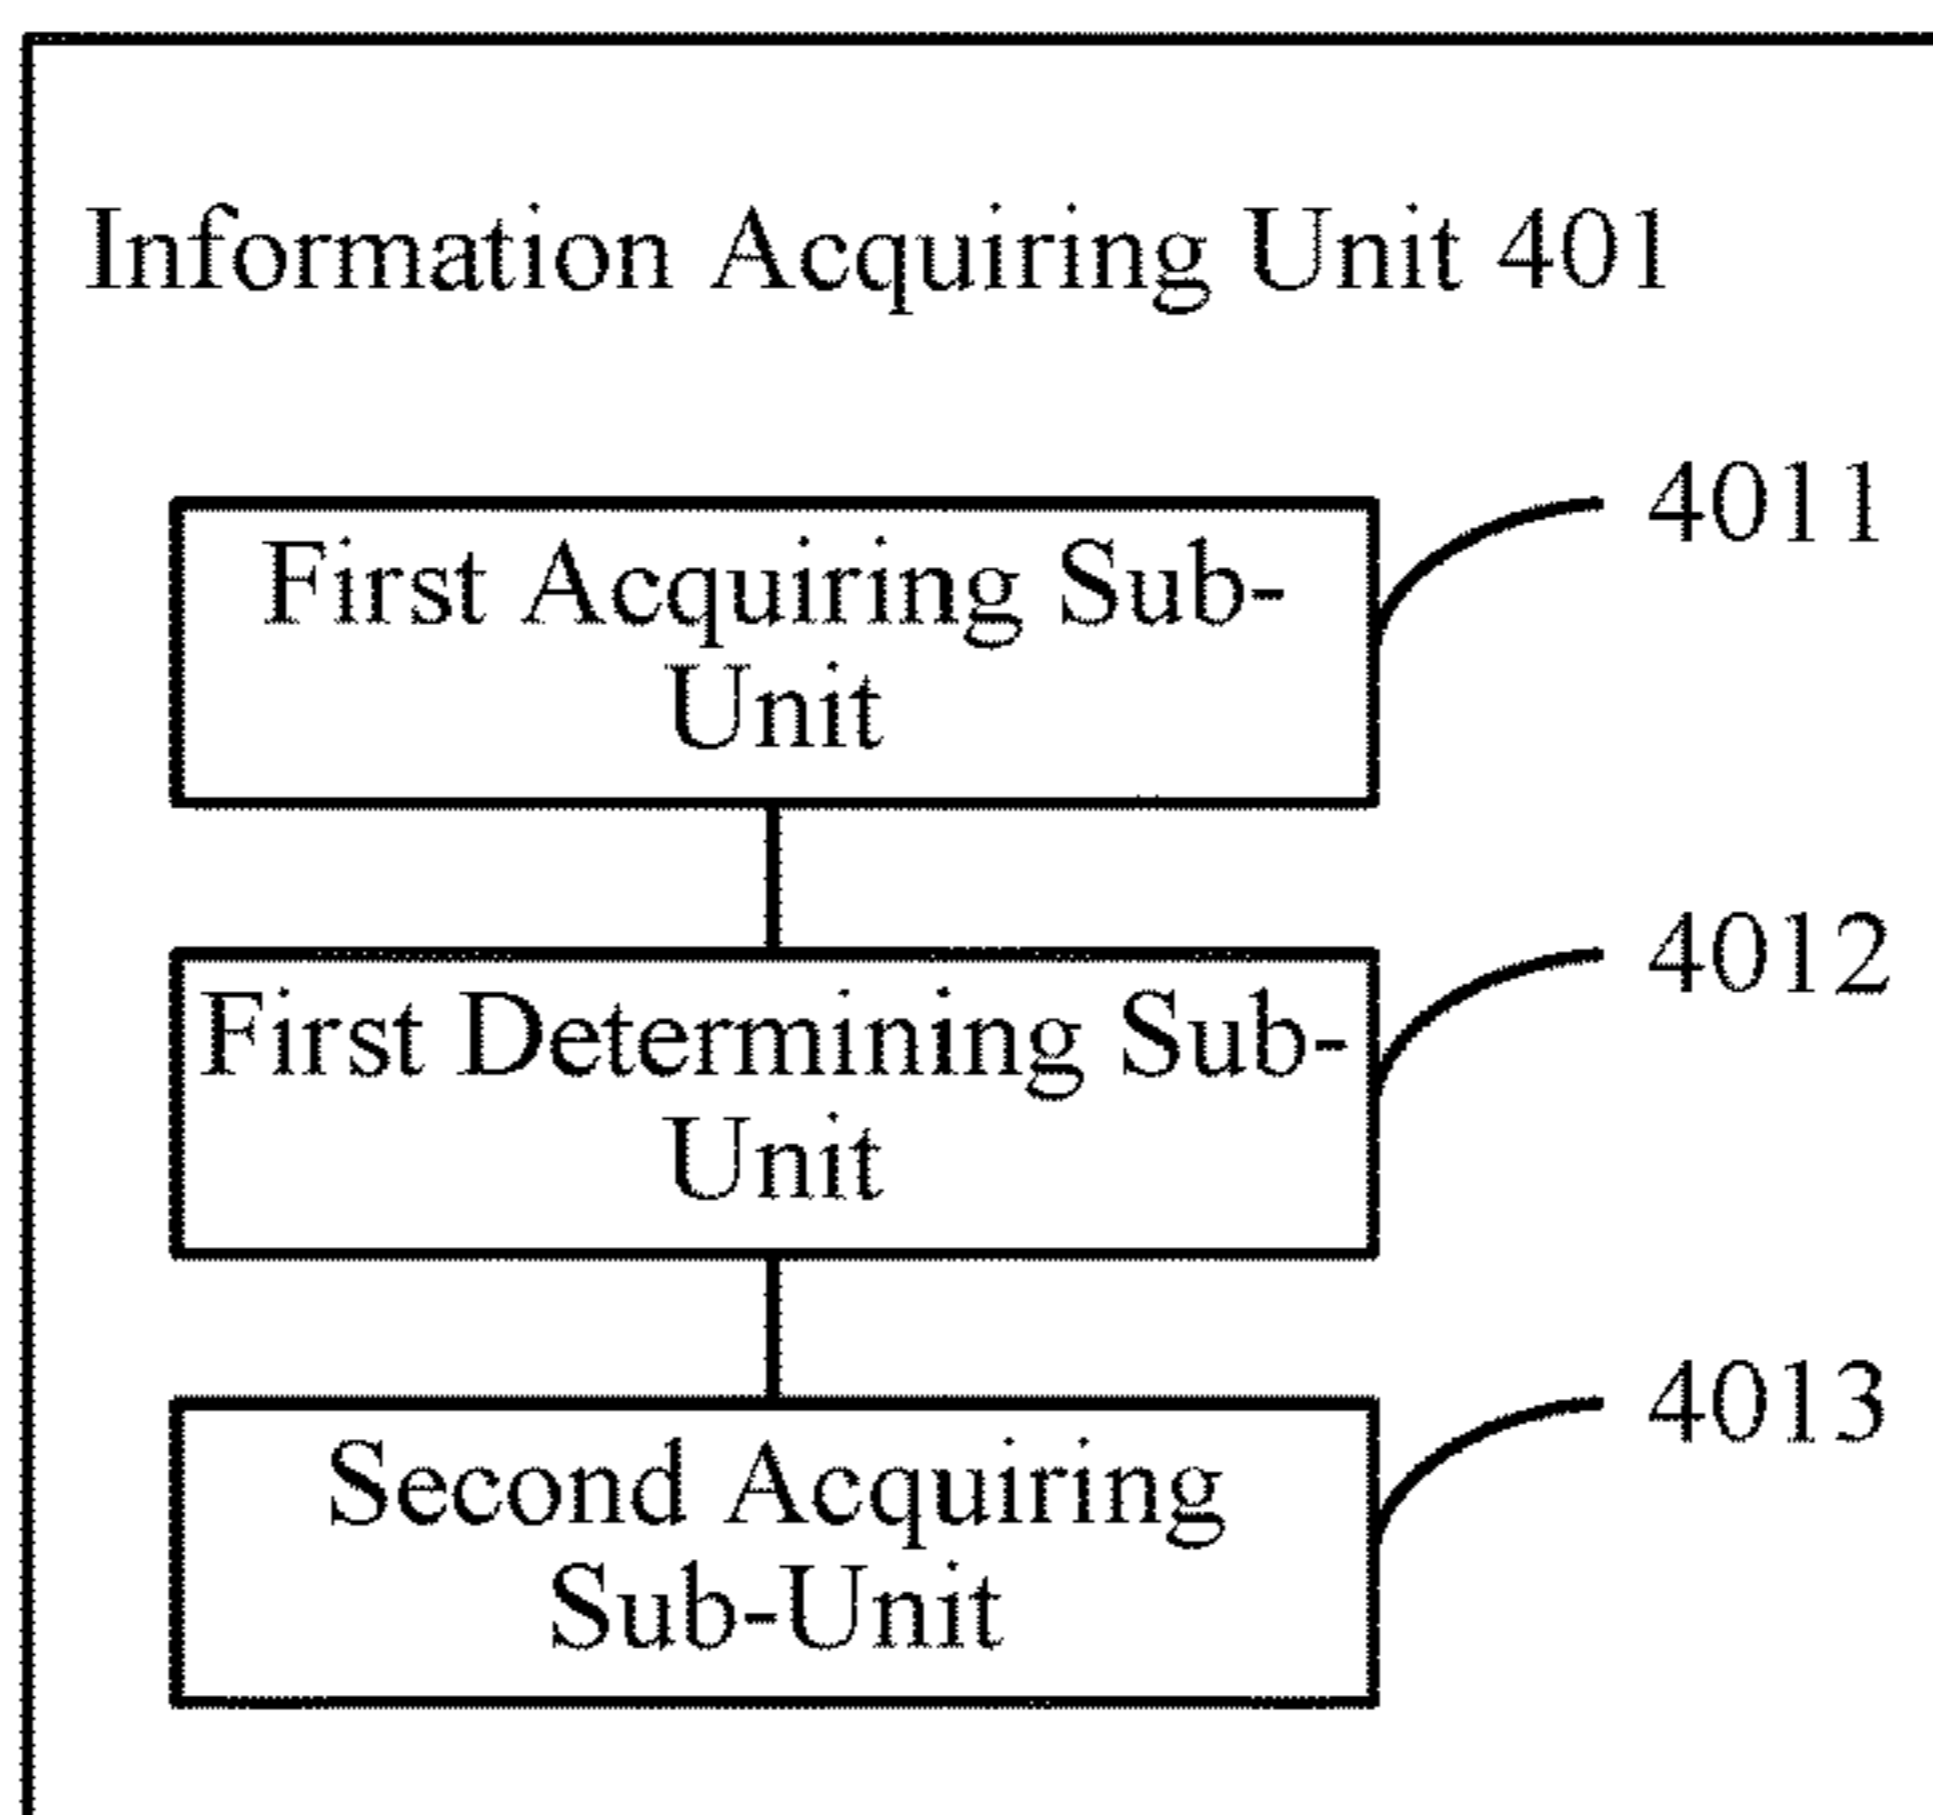 Information Acquiring Unit 401
4011
First Acquiring Sub-
Unit
4012
First Determining Sub-
Unit
4013
Second Acquiring
Sub-Unit